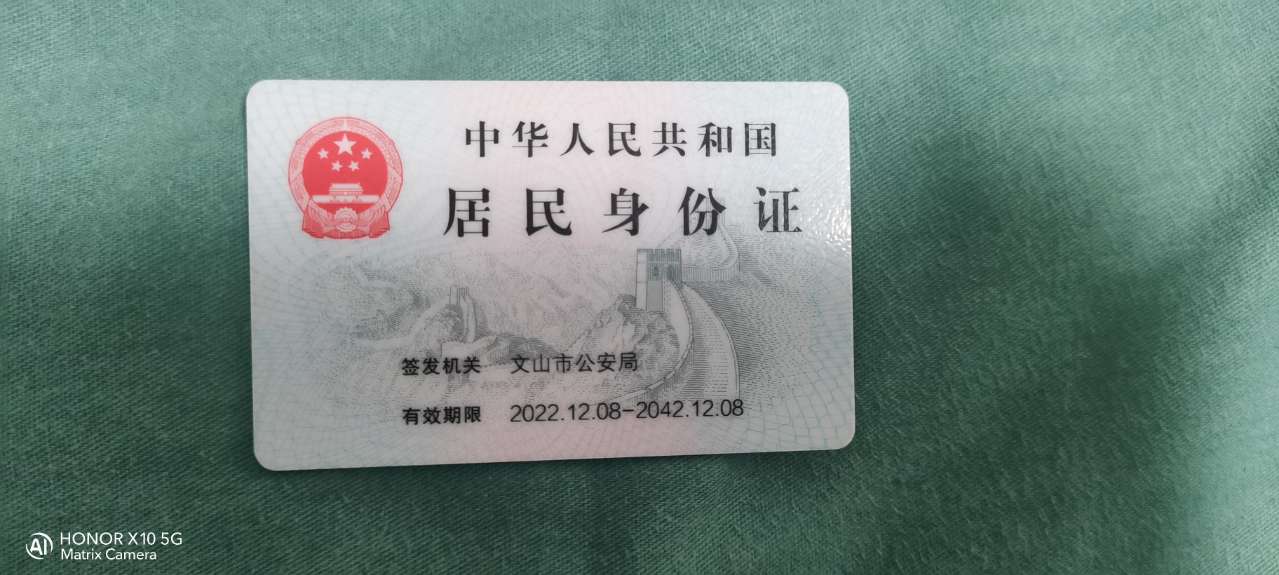 中华人民共和国
居民身份证
签发机关 文山市公安局
有效期限 2022.12.08-2042.12.08
AI HONOR X10 5G
Matrix Camera